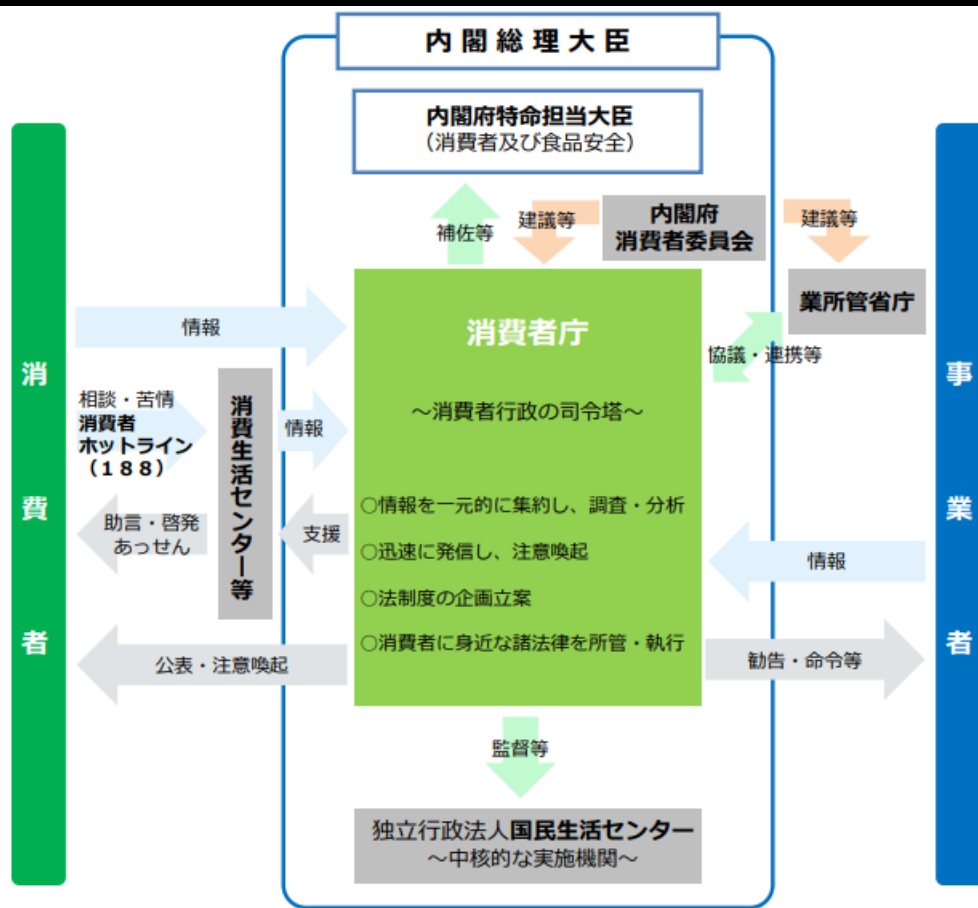 内閣総理大臣
内閣府特命担当大臣
（消費者及び食品安全）
補佐等
建議等
内閣府
消費者委員会
建議等
業所管省庁
協議・連携等
消費者
情報
相談・苦情
消費者
ホットライン
（１８８）
消費生活センター等
情報
助言・啓発
あっせん
支援
公表・注意喚起
消費者庁
～消費者行政の司令塔～
○情報を一元的に集約し、調査・分析
○迅速に発信し、注意喚起
○法制度の企画立案
○消費者に身近な諸法律を所管・執行
情報
勧告・命令等
事業者
監督等
独立行政法人国民生活センター
～中核的な実施機関～